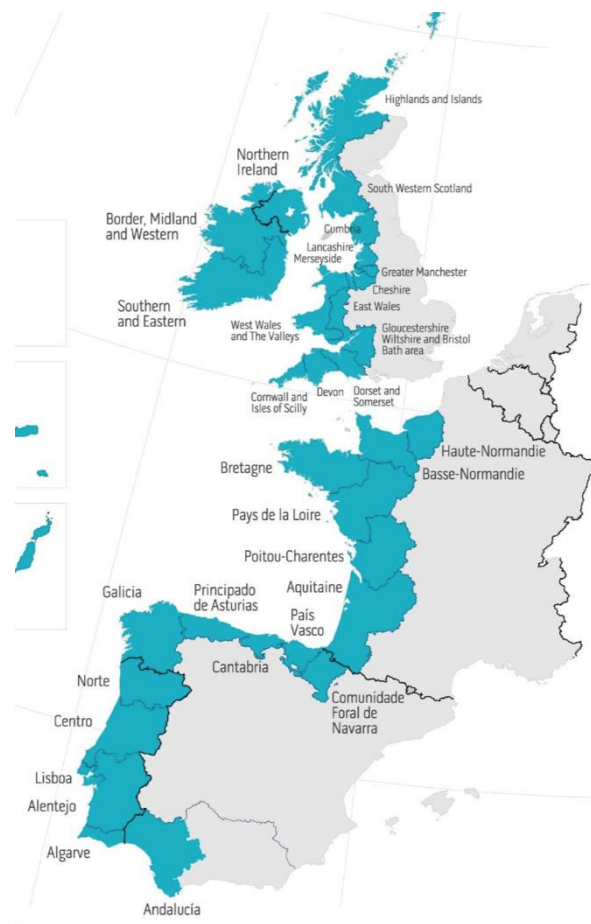 Highlands and Islands
Northern
Ireland
South Western Scotland
Border, Midland
and Western
Cumbria
Lancashire
Merseyside
Greater Manchester
Cheshire
East Wales
Southern
and Eastern
West Wales
and The Valleys
Gloucestershire
Wiltshire and Bristol
Bath area
Cornwall and
Isles of Scilly
Devon
Dorset and
Somerset
Haute-Normandie
Bretagne
Basse-Normandie
Pays de la Loire
Poitou-Charentes
Aquitaine
Galicia
Principado
de Asturias
País
Vasco
Cantabria
Norte
Comunidade
Foral de
Navarra
Centro
Lisboa
Alentejo
Algarve
Andalucía